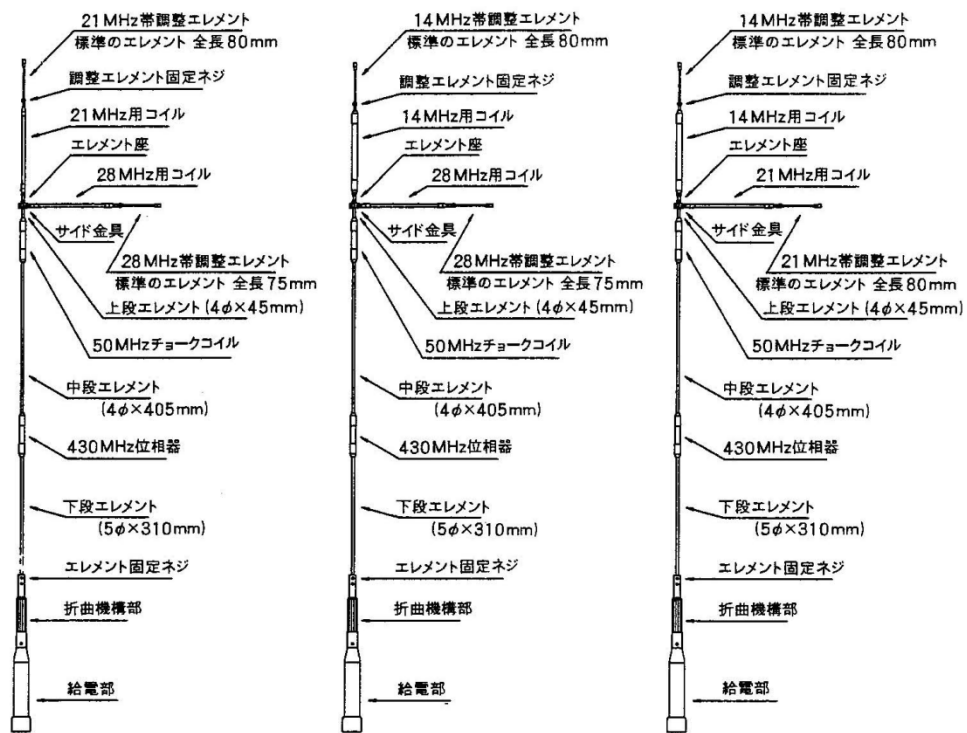 21MHz帯調整エレメント
標準のエレメント 全長80mm
調整エレメント固定ネジ
21MHz用コイル
エレメント座
28MHz用コイル
サイド金具
28MHz帯調整エレメント
標準のエレメント 全長75mm
上段エレメント(4φ×45mm)
50MHzチョークコイル
中段エレメント
(4φ×405mm)
430MHz位相器
下段エレメント
(5φ×310mm)
エレメント固定ネジ
折曲機構部
給電部
14MHz帯調整エレメント
標準のエレメント 全長80mm
調整エレメント固定ネジ
14MHz用コイル
エレメント座
28MHz用コイル
サイド金具
28MHz帯調整エレメント
標準のエレメント 全長75mm
上段エレメント(4φ×45mm)
50MHzチョークコイル
中段エレメント
(4φ×405mm)
430MHz位相器
下段エレメント
(5φ×310mm)
エレメント固定ネジ
折曲機構部
給電部
14MHz帯調整エレメント
標準のエレメント 全長80mm
調整エレメント固定ネジ
14MHz用コイル
エレメント座
21MHz用コイル
サイド金具
21MHz帯調整エレメント
標準のエレメント 全長80mm
上段エレメント(4φ×45mm)
50MHzチョークコイル
中段エレメント
(4φ×405mm)
430MHz位相器
下段エレメント
(5φ×310mm)
エレメント固定ネジ
折曲機構部
給電部